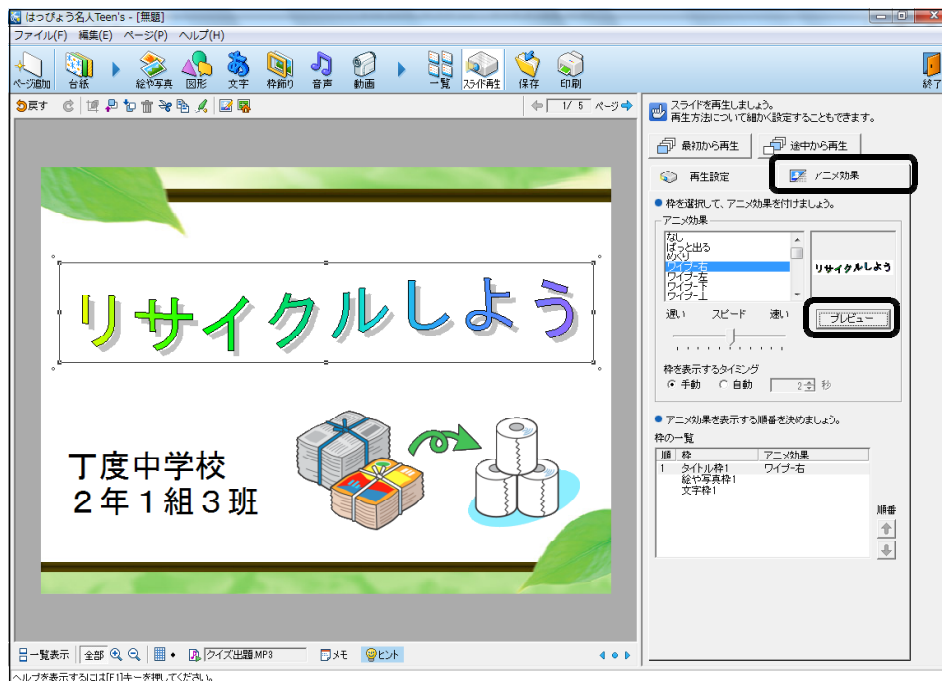 はっぴょう名人Teen's - [無題]
ファイル(F) 編集(E) ページ(P) ヘルプ(H)
ページ追加 台紙 絵や写真 図形 文字 枠飾り 音声 動画 一覧 スライド再生 保存 印刷 終了
戻す 1/ 5 ページ
スライドを再生しましょう。
再生方法について細かく設定することもできます。
最初から再生 途中から再生
再生設定 アニメ効果
枠を選択して、アニメ効果を付けましょう。
アニメ効果
なし
ぱっと出る
めくり
ワイプ-右
ワイプ-左
ワイプ-下
ワイプ-上
リサイクルしよう
遅い スピード 速い
プレビュー
枠を表示するタイミング
手動 自動 2 秒
アニメ効果を表示する順番を決めましょう。
枠の一覧
順 枠 アニメ効果
1 タイトル枠1 ワイプ-右
絵や写真枠1
文字枠1
順番
リサイクルしよう
丁度中学校
2年1組3班
一覧表示 全部 クイズ出題.MP3 メモ ヒント
ヘルプを表示するには[F1]キーを押してください。